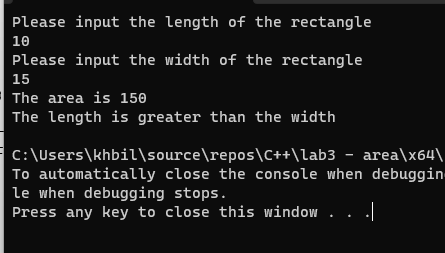 Please input the length of the rectangle
10
Please input the width of the rectangle
15
The area is 150
The length is greater than the width
C:\Users\khbil\source\repos\C++\lab3 - area\x64\
To automatically close the console when debuggin
le when debugging stops.
Press any key to close this window . . .